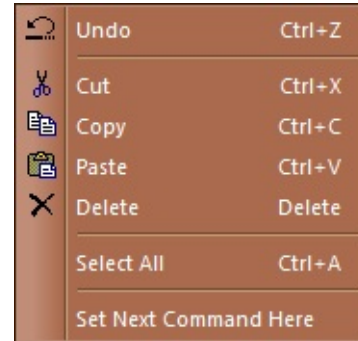 Undo Ctrl+Z
Cut Ctrl+X
Copy Ctrl+C
Paste Ctrl+V
Delete Delete
Select All Ctrl+A
Set Next Command Here